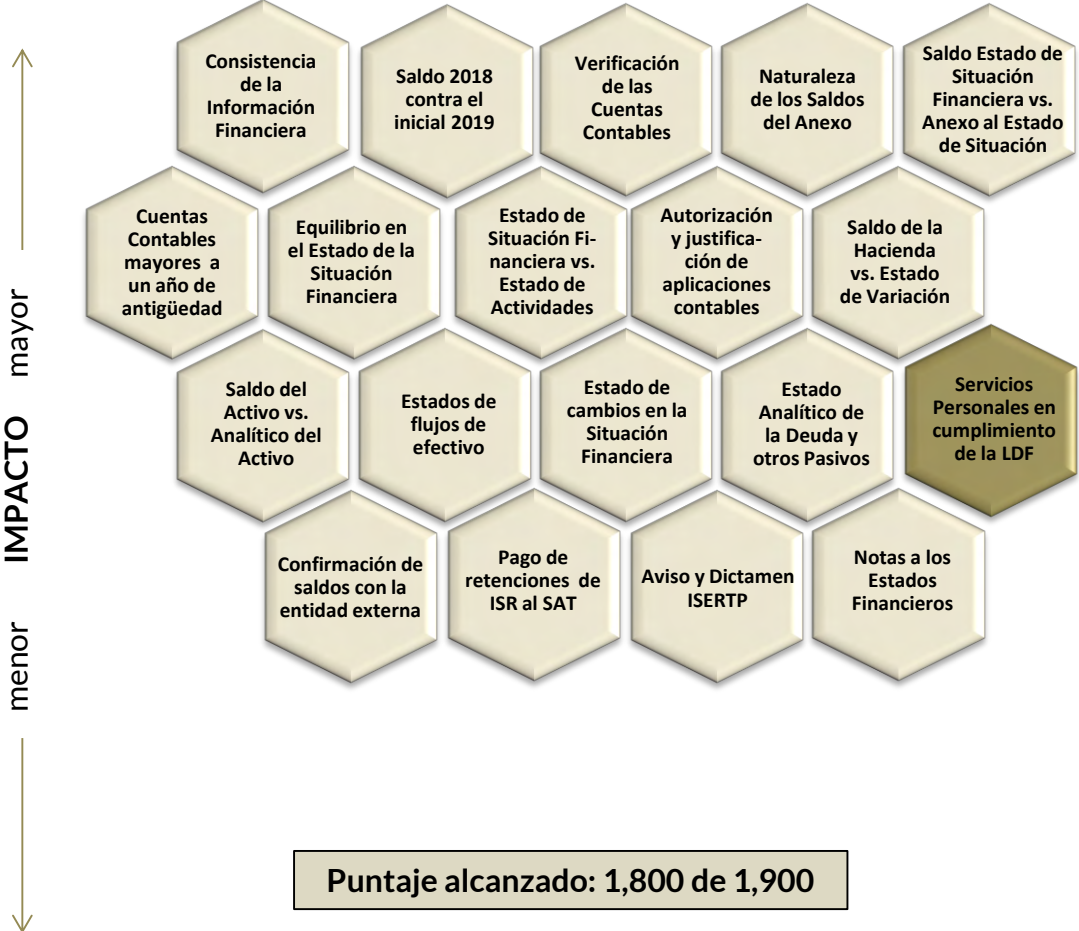 Consistencia
de la
Información
Financiera
Saldo 2018
contra el
inicial 2019
Verificación
de las
Cuentas
Contables
Naturaleza
de los Saldos
del Anexo
Saldo Estado de
Situación
Financiera vs.
Anexo al Estado
de Situación
Cuentas
Contables
mayores a
un año de
antigüedad
Equilibrio en
el Estado de la
Situación
Financiera
Estado de
Situación Fi-
nanciera vs.
Estado de
Actividades
Autorización
y justifica-
ción de
aplicaciones
contables
Saldo de la
Hacienda
vs. Estado
de Variación
Saldo del
Activo vs.
Analítico del
Activo
Estados de
flujos de
efectivo
Estado de
cambios en la
Situación
Financiera
Estado
Analítico de
la Deuda y
otros Pasivos
Servicios
Personales en
cumplimiento
de la LDF
Confirmación de
saldos con la
entidad externa
Pago de
retenciones de
ISR al SAT
Aviso y Dictamen
ISERTP
Notas a los
Estados
Financieros
menor IMPACTO mayor
Puntaje alcanzado: 1,800 de 1,900